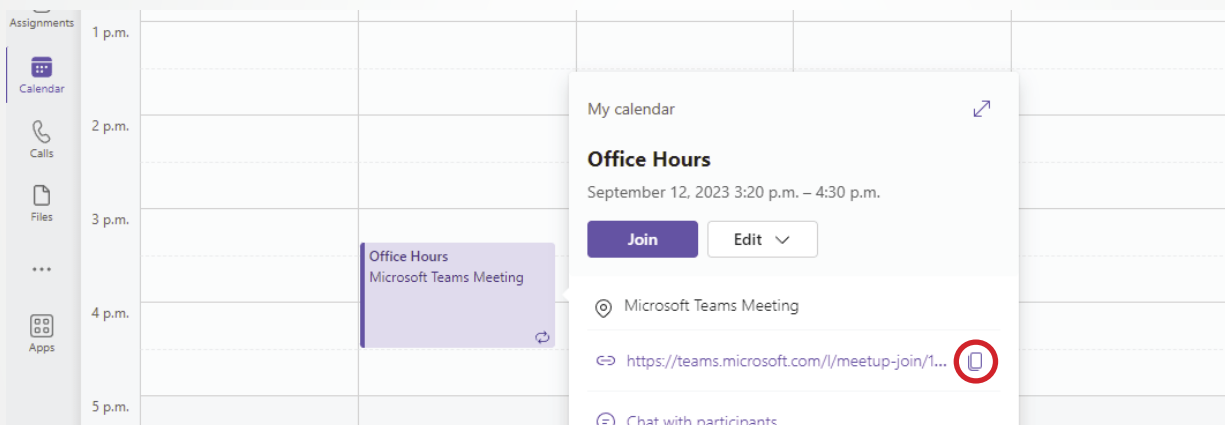 Assignments
Calendar
Calls
Files
Apps
1 p.m.
2 p.m.
3 p.m.
4 p.m.
5 p.m.
Office Hours
Microsoft Teams Meeting
My calendar
Office Hours
September 12, 2023 3:20 p.m. – 4:30 p.m.
Join
Edit
Microsoft Teams Meeting
https://teams.microsoft.com/l/meetup-join/1...
Chat with participants